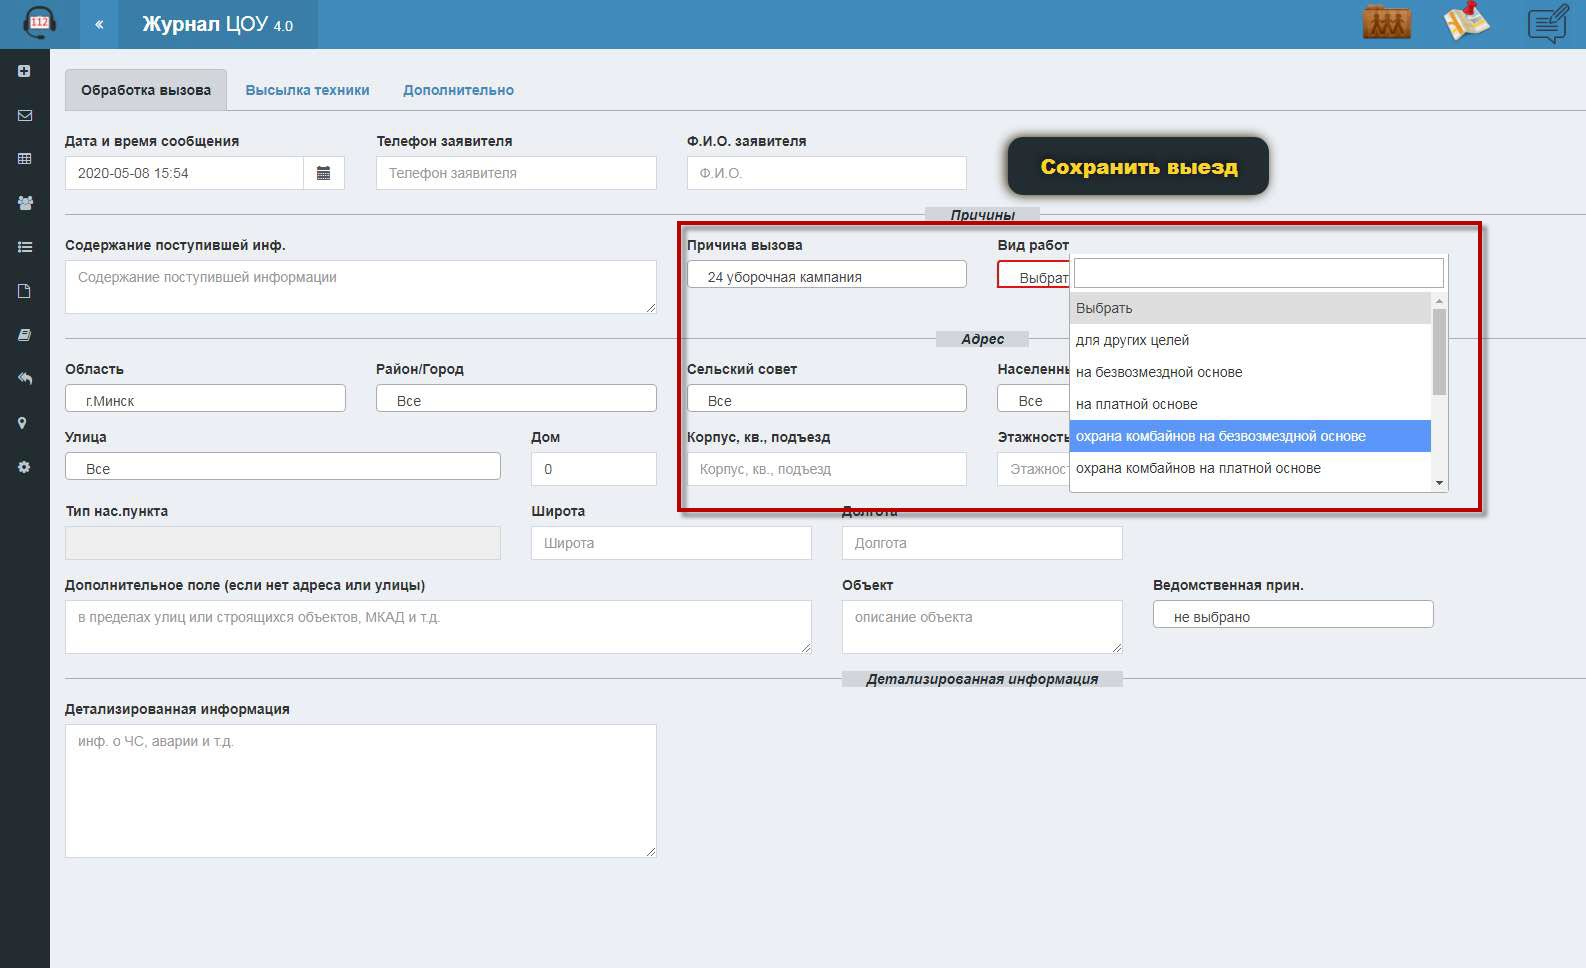 112
«
Журнал ЦОУ 4.0
Обработка вызова
Высылка техники
Дополнительно
Дата и время сообщения
Телефон заявителя
Ф.И.О. заявителя
2020-05-08 15:54
Телефон заявителя
Ф.И.О.
Сохранить выезд
Причины
Содержание поступившей инф.
Причина вызова
Вид работ
Содержание поступившей информации
24 уборочная кампания
Выбрат
Выбрать
для других целей
на безвозмездной основе
на платной основе
охрана комбайнов на безвозмездной основе
охрана комбайнов на платной основе
Адрес
Область
Район/Город
Сельский совет
Населенны
г.Минск
Все
Все
Все
Улица
Дом
Корпус, кв., подъезд
Этажность
Все
0
Корпус, кв., подъезд
Этажност
Тип нас.пункта
Широта
Долгота
Широта
Долгота
Дополнительное поле (если нет адреса или улицы)
Объект
Ведомственная прин.
в пределах улиц или строящихся объектов, МКАД и т.д.
описание объекта
не выбрано
Детализированная информация
Детализированная информация
инф. о ЧС, аварии и т.д.